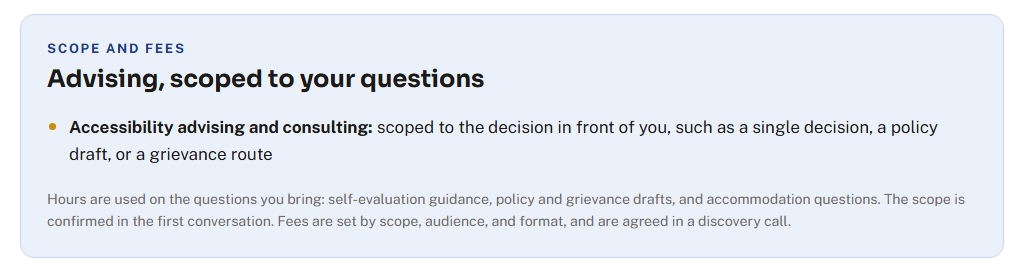 SCOPE AND FEES
Advising, scoped to your questions
Accessibility advising and consulting: scoped to the decision in front of you, such as a single decision, a policy
draft, or a grievance route
Hours are used on the questions you bring: self-evaluation guidance, policy and grievance drafts, and accommodation questions. The scope is
confirmed in the first conversation. Fees are set by scope, audience, and format, and are agreed in a discovery call.